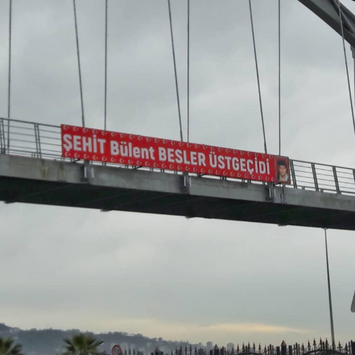 ŞEHİT Bülent BESLER ÜSTGEÇİDİ